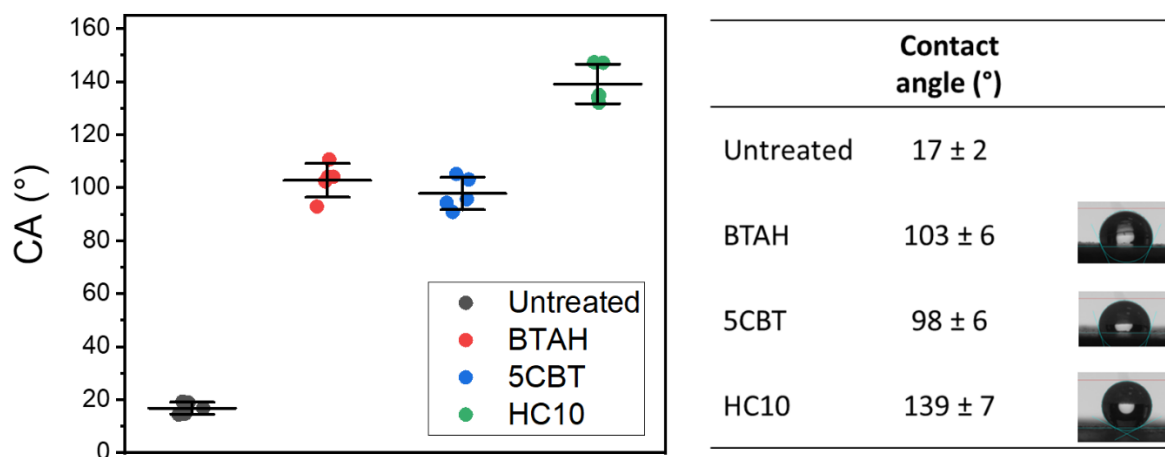 160
140
120
100
80
60
40
20
0
CA (°)
Untreated
BTAH
5CBT
HC10
Contact
angle (°)
Untreated 17 ± 2
BTAH 103 ± 6
5CBT 98 ± 6
HC10 139 ± 7